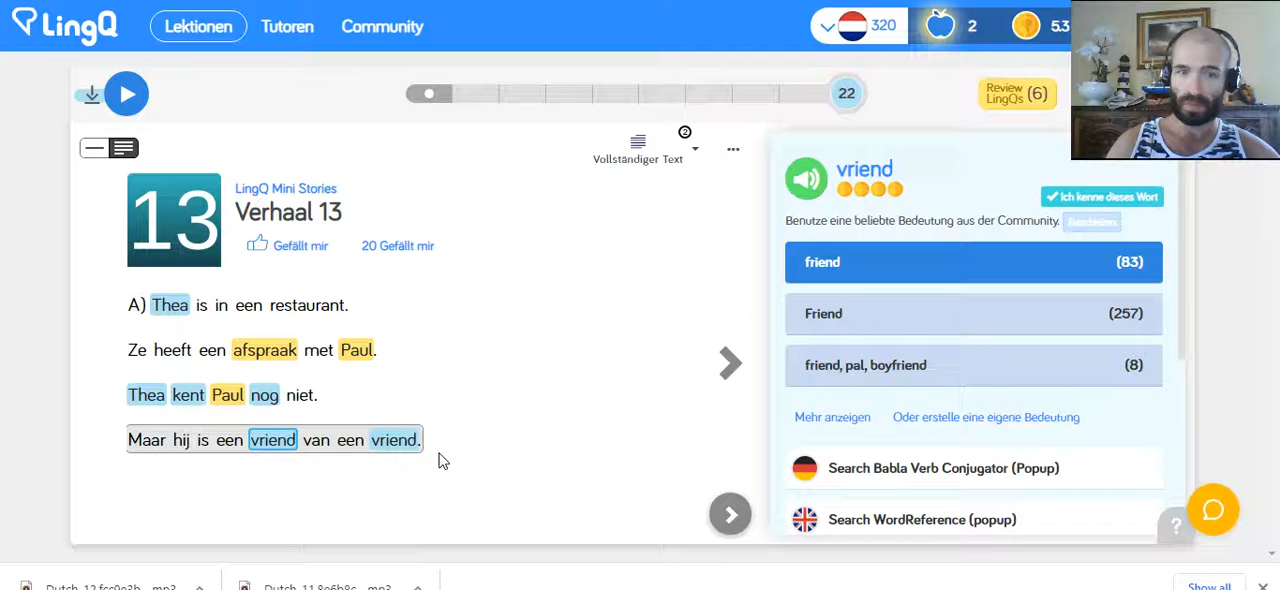 LingQ
Lektionen
Tutoren
Community
320
2
5.3
22
Review
LingQs (6)
2
Vollständiger Text
13
LingQ Mini Stories
Verhaal 13
Gefällt mir
20 Gefällt mir
A) Thea is in een restaurant.
Ze heeft een afspraak met Paul.
Thea kent Paul nog niet.
Maar hij is een vriend van een vriend.
vriend
Ich kenne dieses Wort
Benutze eine beliebte Bedeutung aus der Community.
friend (83)
Friend (257)
friend, pal, boyfriend (8)
Mehr anzeigen
Oder erstelle eine eigene Bedeutung
Search Babla Verb Conjugator (Popup)
Search WordReference (popup)
?
Show all